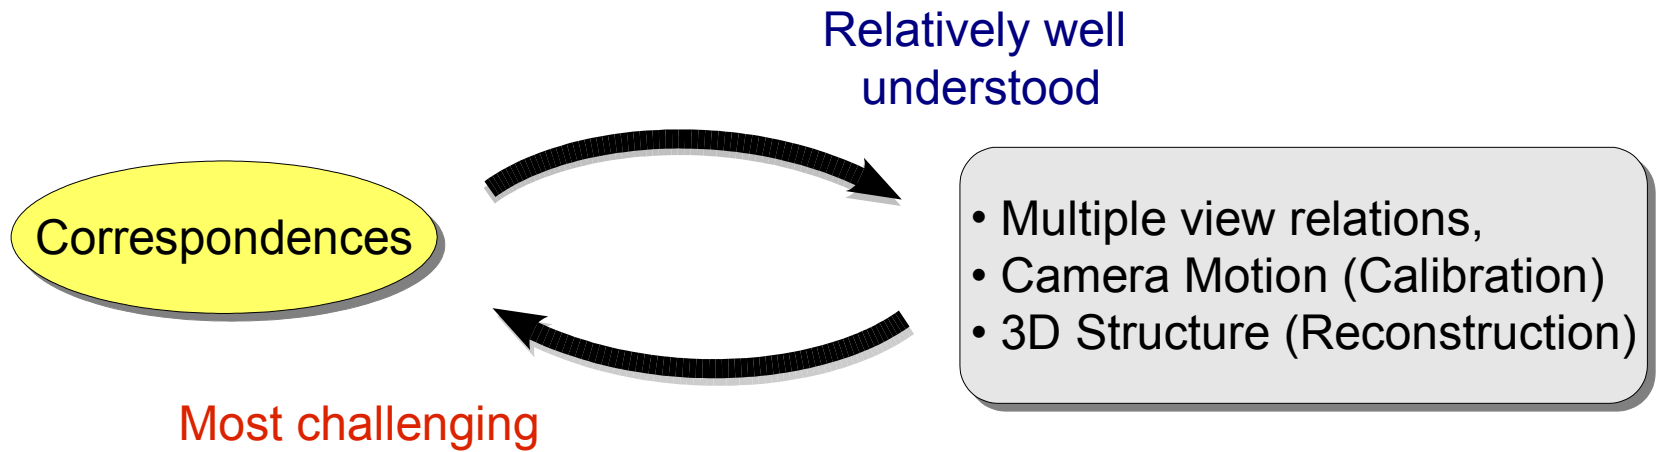 Relatively well
understood
Correspondences
• Multiple view relations,
• Camera Motion (Calibration)
• 3D Structure (Reconstruction)
Most challenging